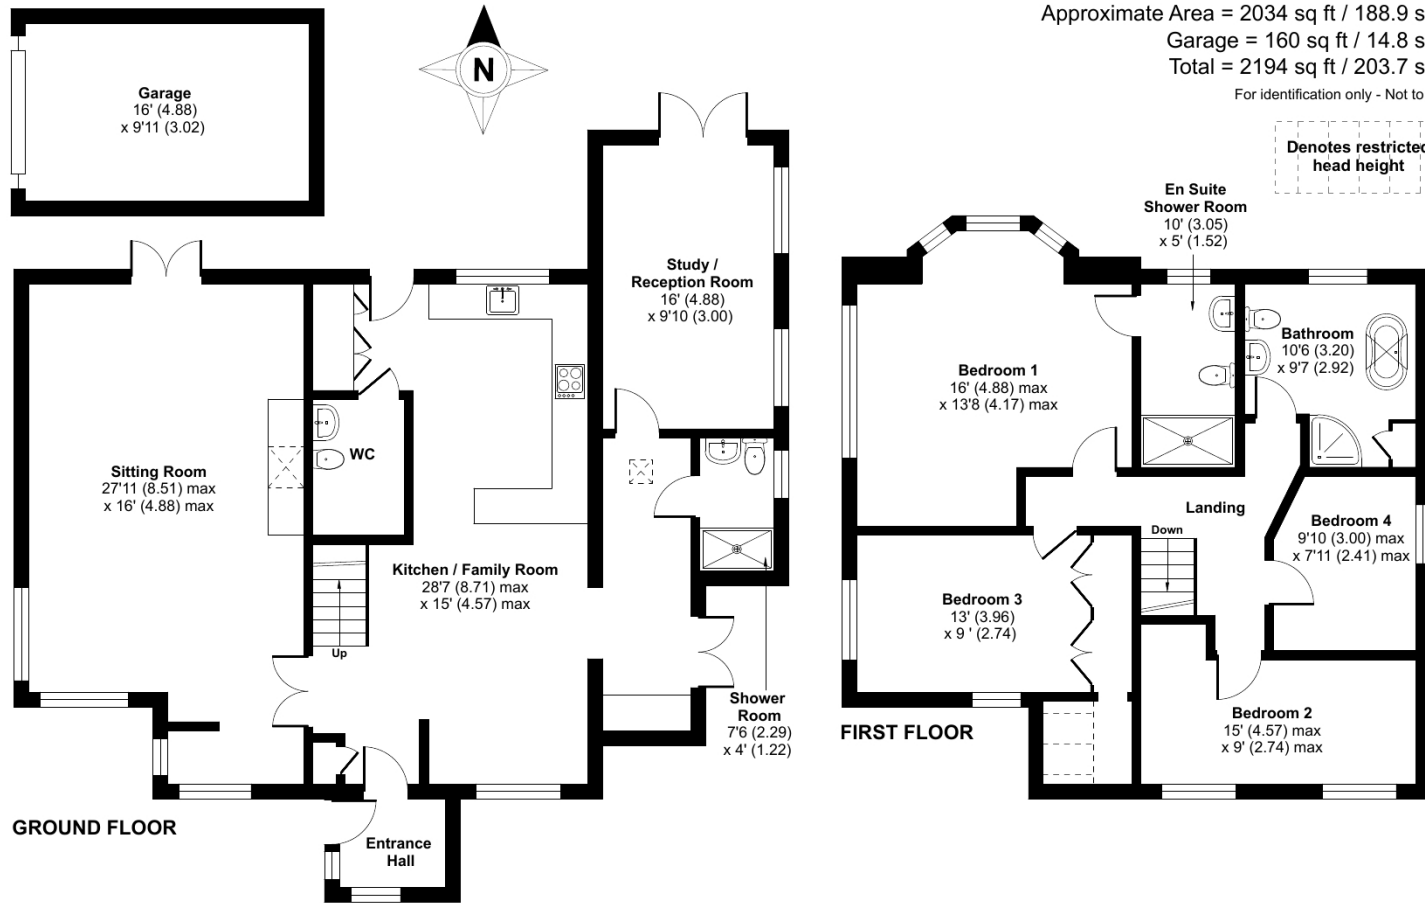 Approximate Area = 2034 sq ft / 188.9 s
Garage = 160 sq ft / 14.8 s
Total = 2194 sq ft / 203.7 s
For identification only - Not to
Denotes restricted
head height
N
Garage
16' (4.88)
x 9'11 (3.02)
Study /
Reception Room
16' (4.88)
x 9'10 (3.00)
Sitting Room
27'11 (8.51) max
x 16' (4.88) max
WC
Kitchen / Family Room
28'7 (8.71) max
x 15' (4.57) max
Up
Shower
Room
7'6 (2.29)
x 4' (1.22)
Entrance
Hall
GROUND FLOOR
En Suite
Shower Room
10' (3.05)
x 5' (1.52)
Bathroom
10'6 (3.20)
x 9'7 (2.92)
Bedroom 1
16' (4.88) max
x 13'8 (4.17) max
Landing
Down
Bedroom 4
9'10 (3.00) max
x 7'11 (2.41) max
Bedroom 3
13' (3.96)
x 9 ' (2.74)
Bedroom 2
15' (4.57) max
x 9' (2.74) max
FIRST FLOOR